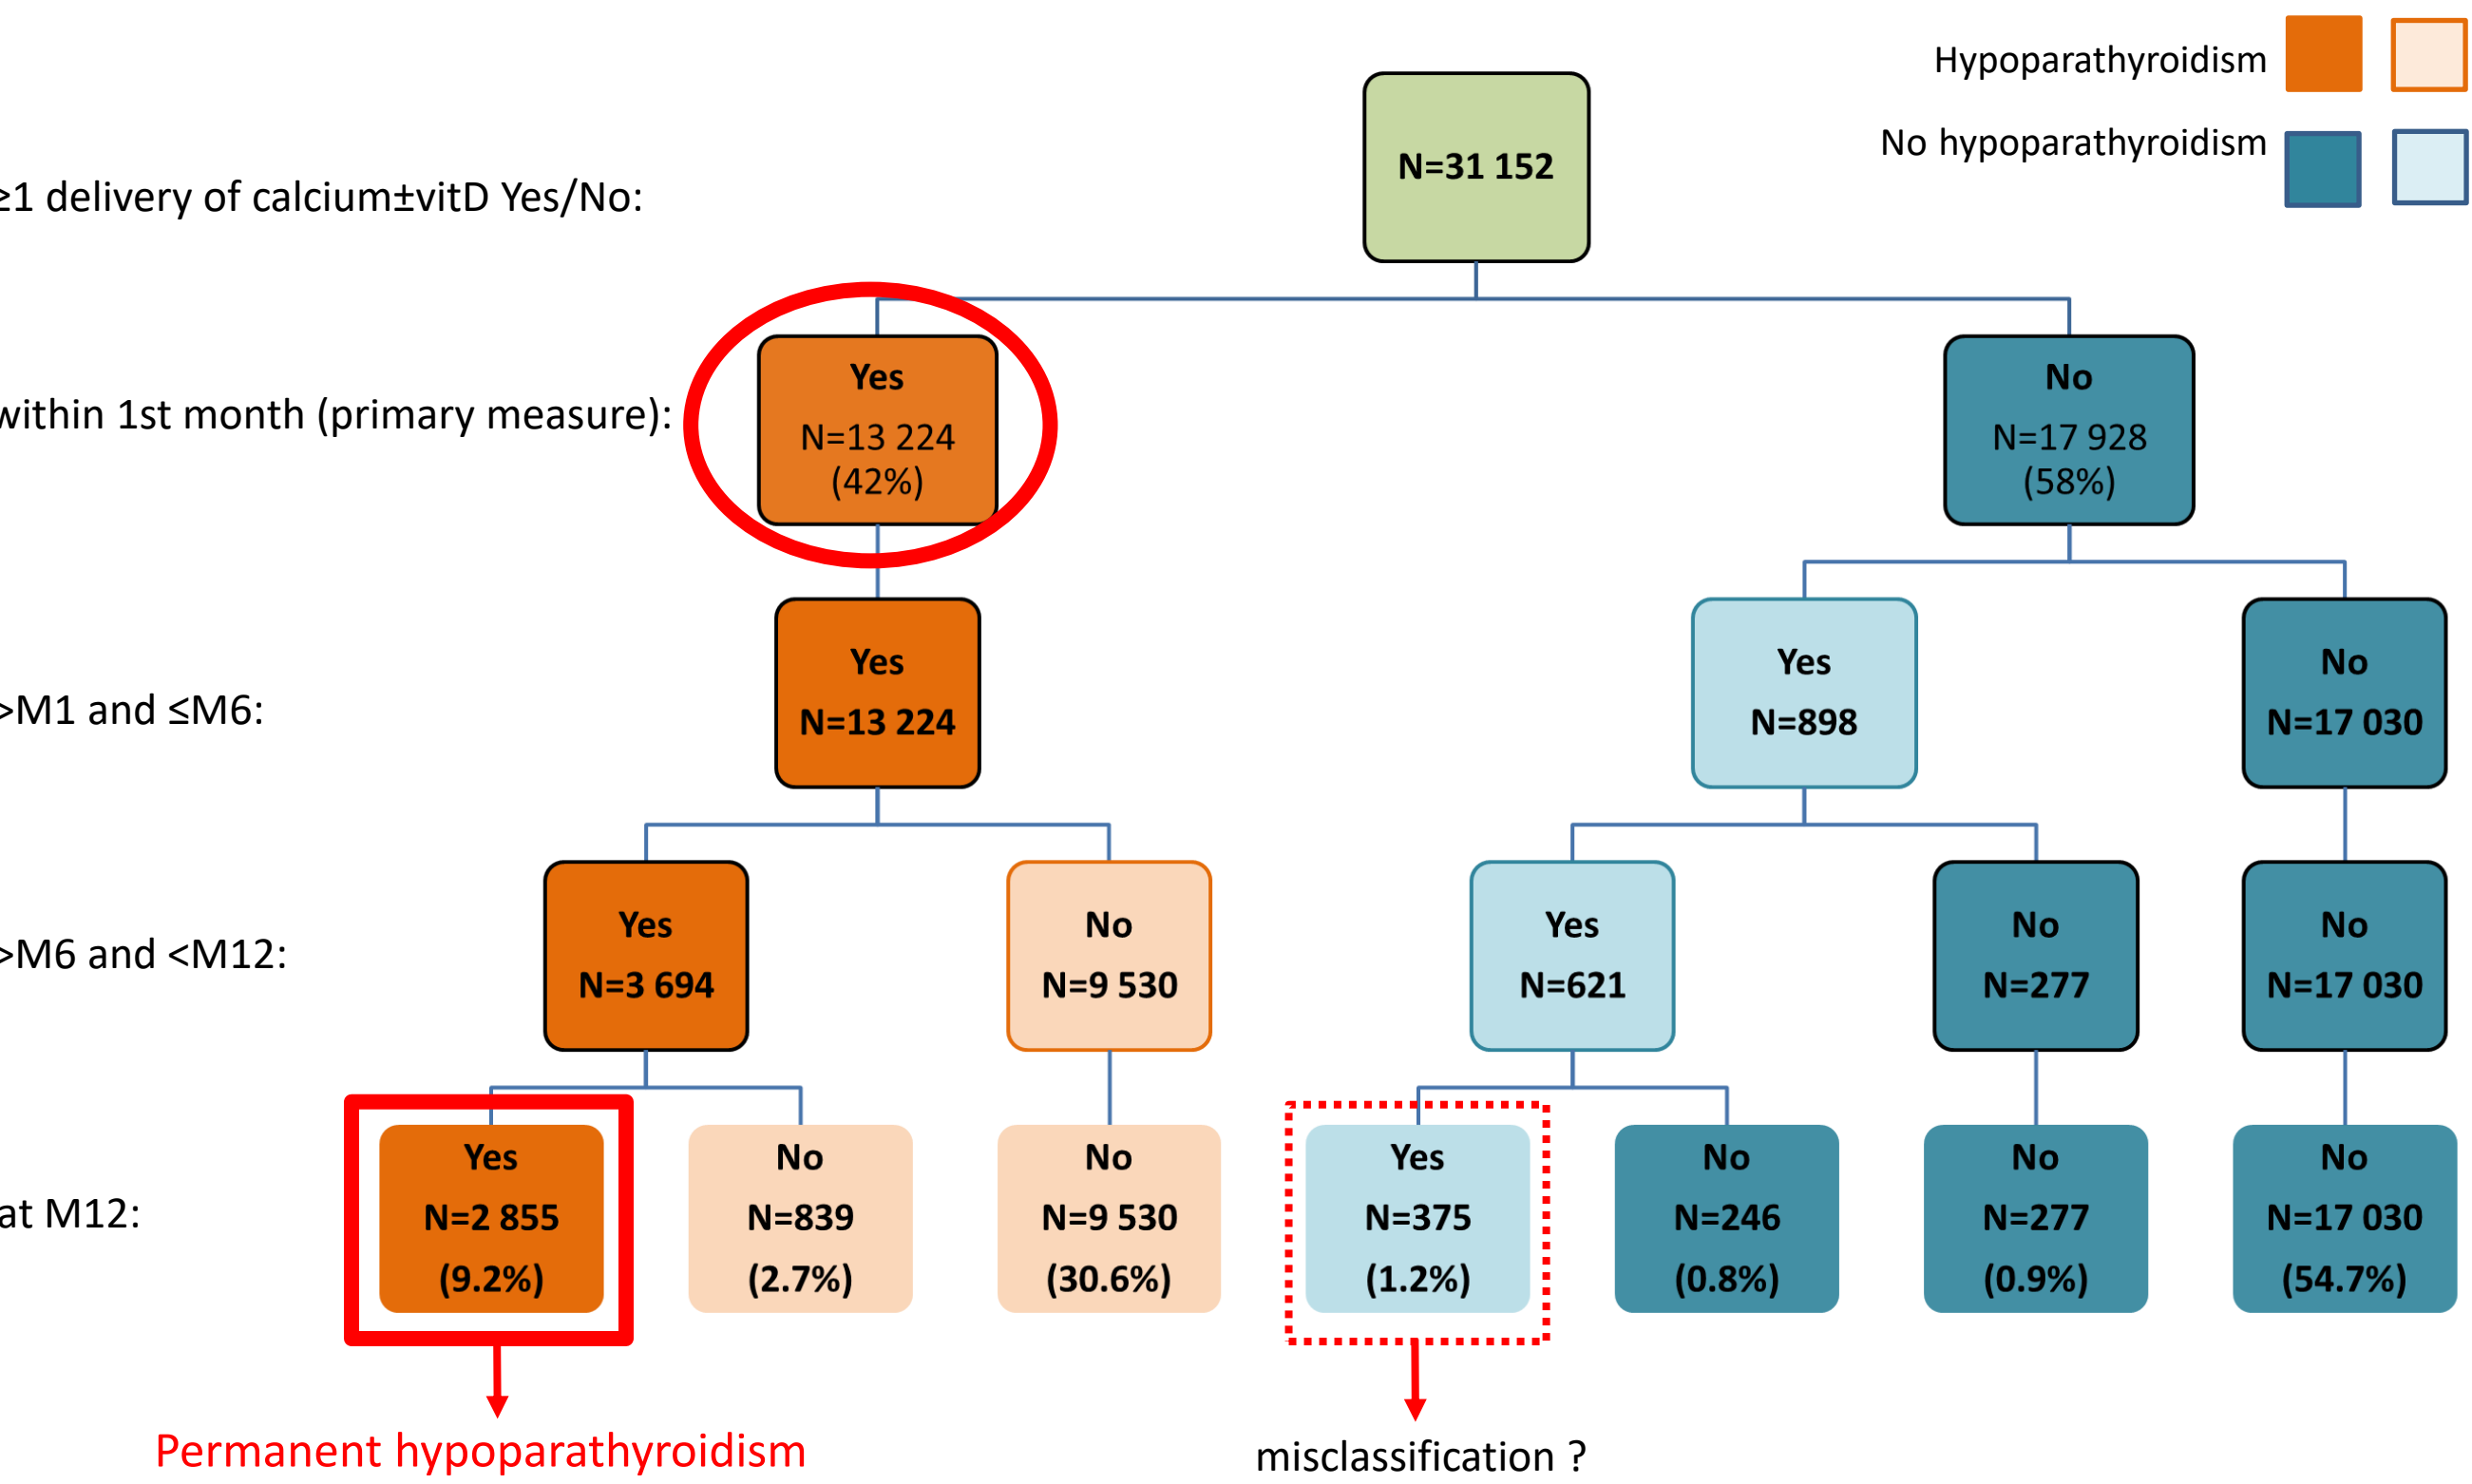 Hypoparathyroidism
No hypoparathyroidism
N=31 152
≥1 delivery of calcium±vitD Yes/No:
within 1st month (primary measure):
Yes
N=13 224
(42%)
No
N=17 928
(58%)
>M1 and ≤M6:
Yes
N=13 224
Yes
N=898
No
N=17 030
>M6 and <M12:
Yes
N=3 694
No
N=9 530
Yes
N=621
No
N=277
No
N=17 030
at M12:
Yes
N=2 855
(9.2%)
No
N=839
(2.7%)
No
N=9 530
(30.6%)
Yes
N=375
(1.2%)
No
N=246
(0.8%)
No
N=277
(0.9%)
No
N=17 030
(54.7%)
Permanent hypoparathyroidism
misclassification ?